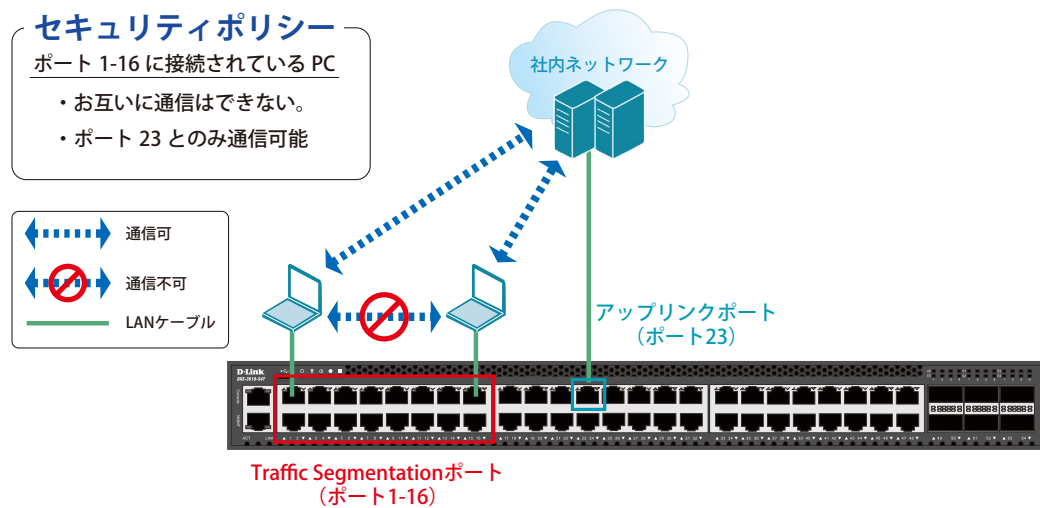 セキュリティポリシー
ポート 1-16 に接続されている PC
・お互いに通信はできない。
・ポート 23 とのみ通信可能
社内ネットワーク
通信可
通信不可
LANケーブル
アップリンクポート
（ポート23）
D-Link
Traffic Segmentationポート
（ポート1-16）